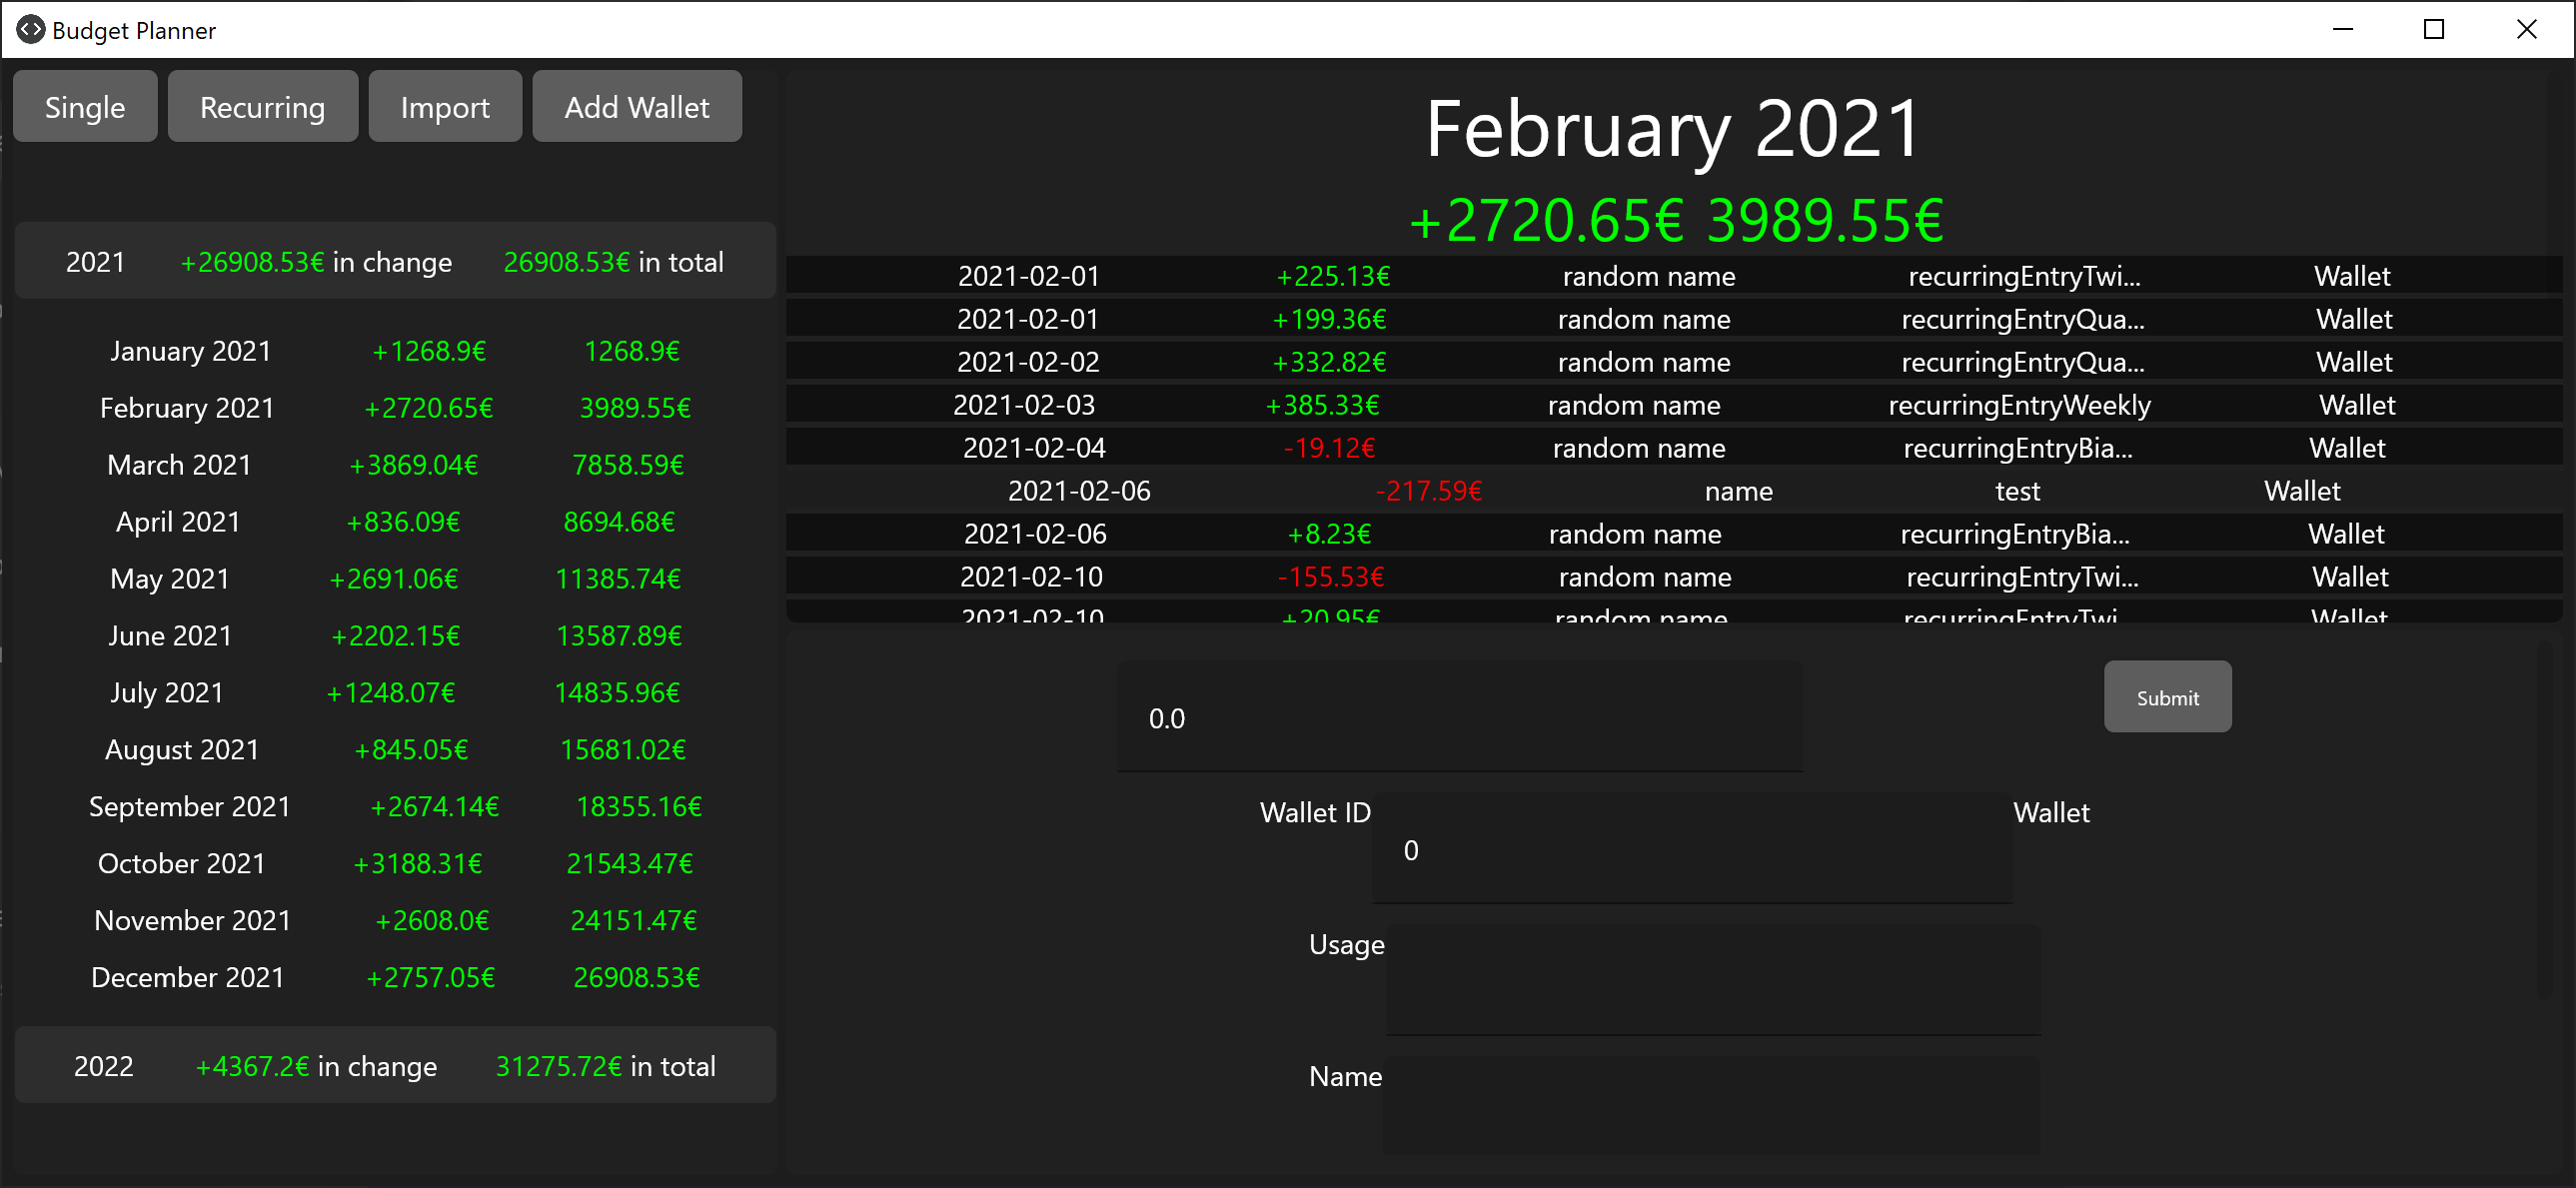 Budget Planner
Single Recurring Import Add Wallet
2021 +26908.53€ in change 26908.53€ in total
January 2021 +1268.9€ 1268.9€
February 2021 +2720.65€ 3989.55€
March 2021 +3869.04€ 7858.59€
April 2021 +836.09€ 8694.68€
May 2021 +2691.06€ 11385.74€
June 2021 +2202.15€ 13587.89€
July 2021 +1248.07€ 14835.96€
August 2021 +845.05€ 15681.02€
September 2021 +2674.14€ 18355.16€
October 2021 +3188.31€ 21543.47€
November 2021 +2608.0€ 24151.47€
December 2021 +2757.05€ 26908.53€
2022 +4367.2€ in change 31275.72€ in total
February 2021
+2720.65€ 3989.55€
2021-02-01 +225.13€ random name recurringEntryTwi... Wallet
2021-02-01 +199.36€ random name recurringEntryQua... Wallet
2021-02-02 +332.82€ random name recurringEntryQua... Wallet
2021-02-03 +385.33€ random name recurringEntryWeekly Wallet
2021-02-04 -19.12€ random name recurringEntryBia... Wallet
2021-02-06 -217.59€ name test Wallet
2021-02-06 +8.23€ random name recurringEntryBia... Wallet
2021-02-10 -155.53€ random name recurringEntryTwi... Wallet
2021-02-10 +20.95€ random name recurringEntryTwi... Wallet
0.0 Submit
Wallet ID 0 Wallet
Usage
Name